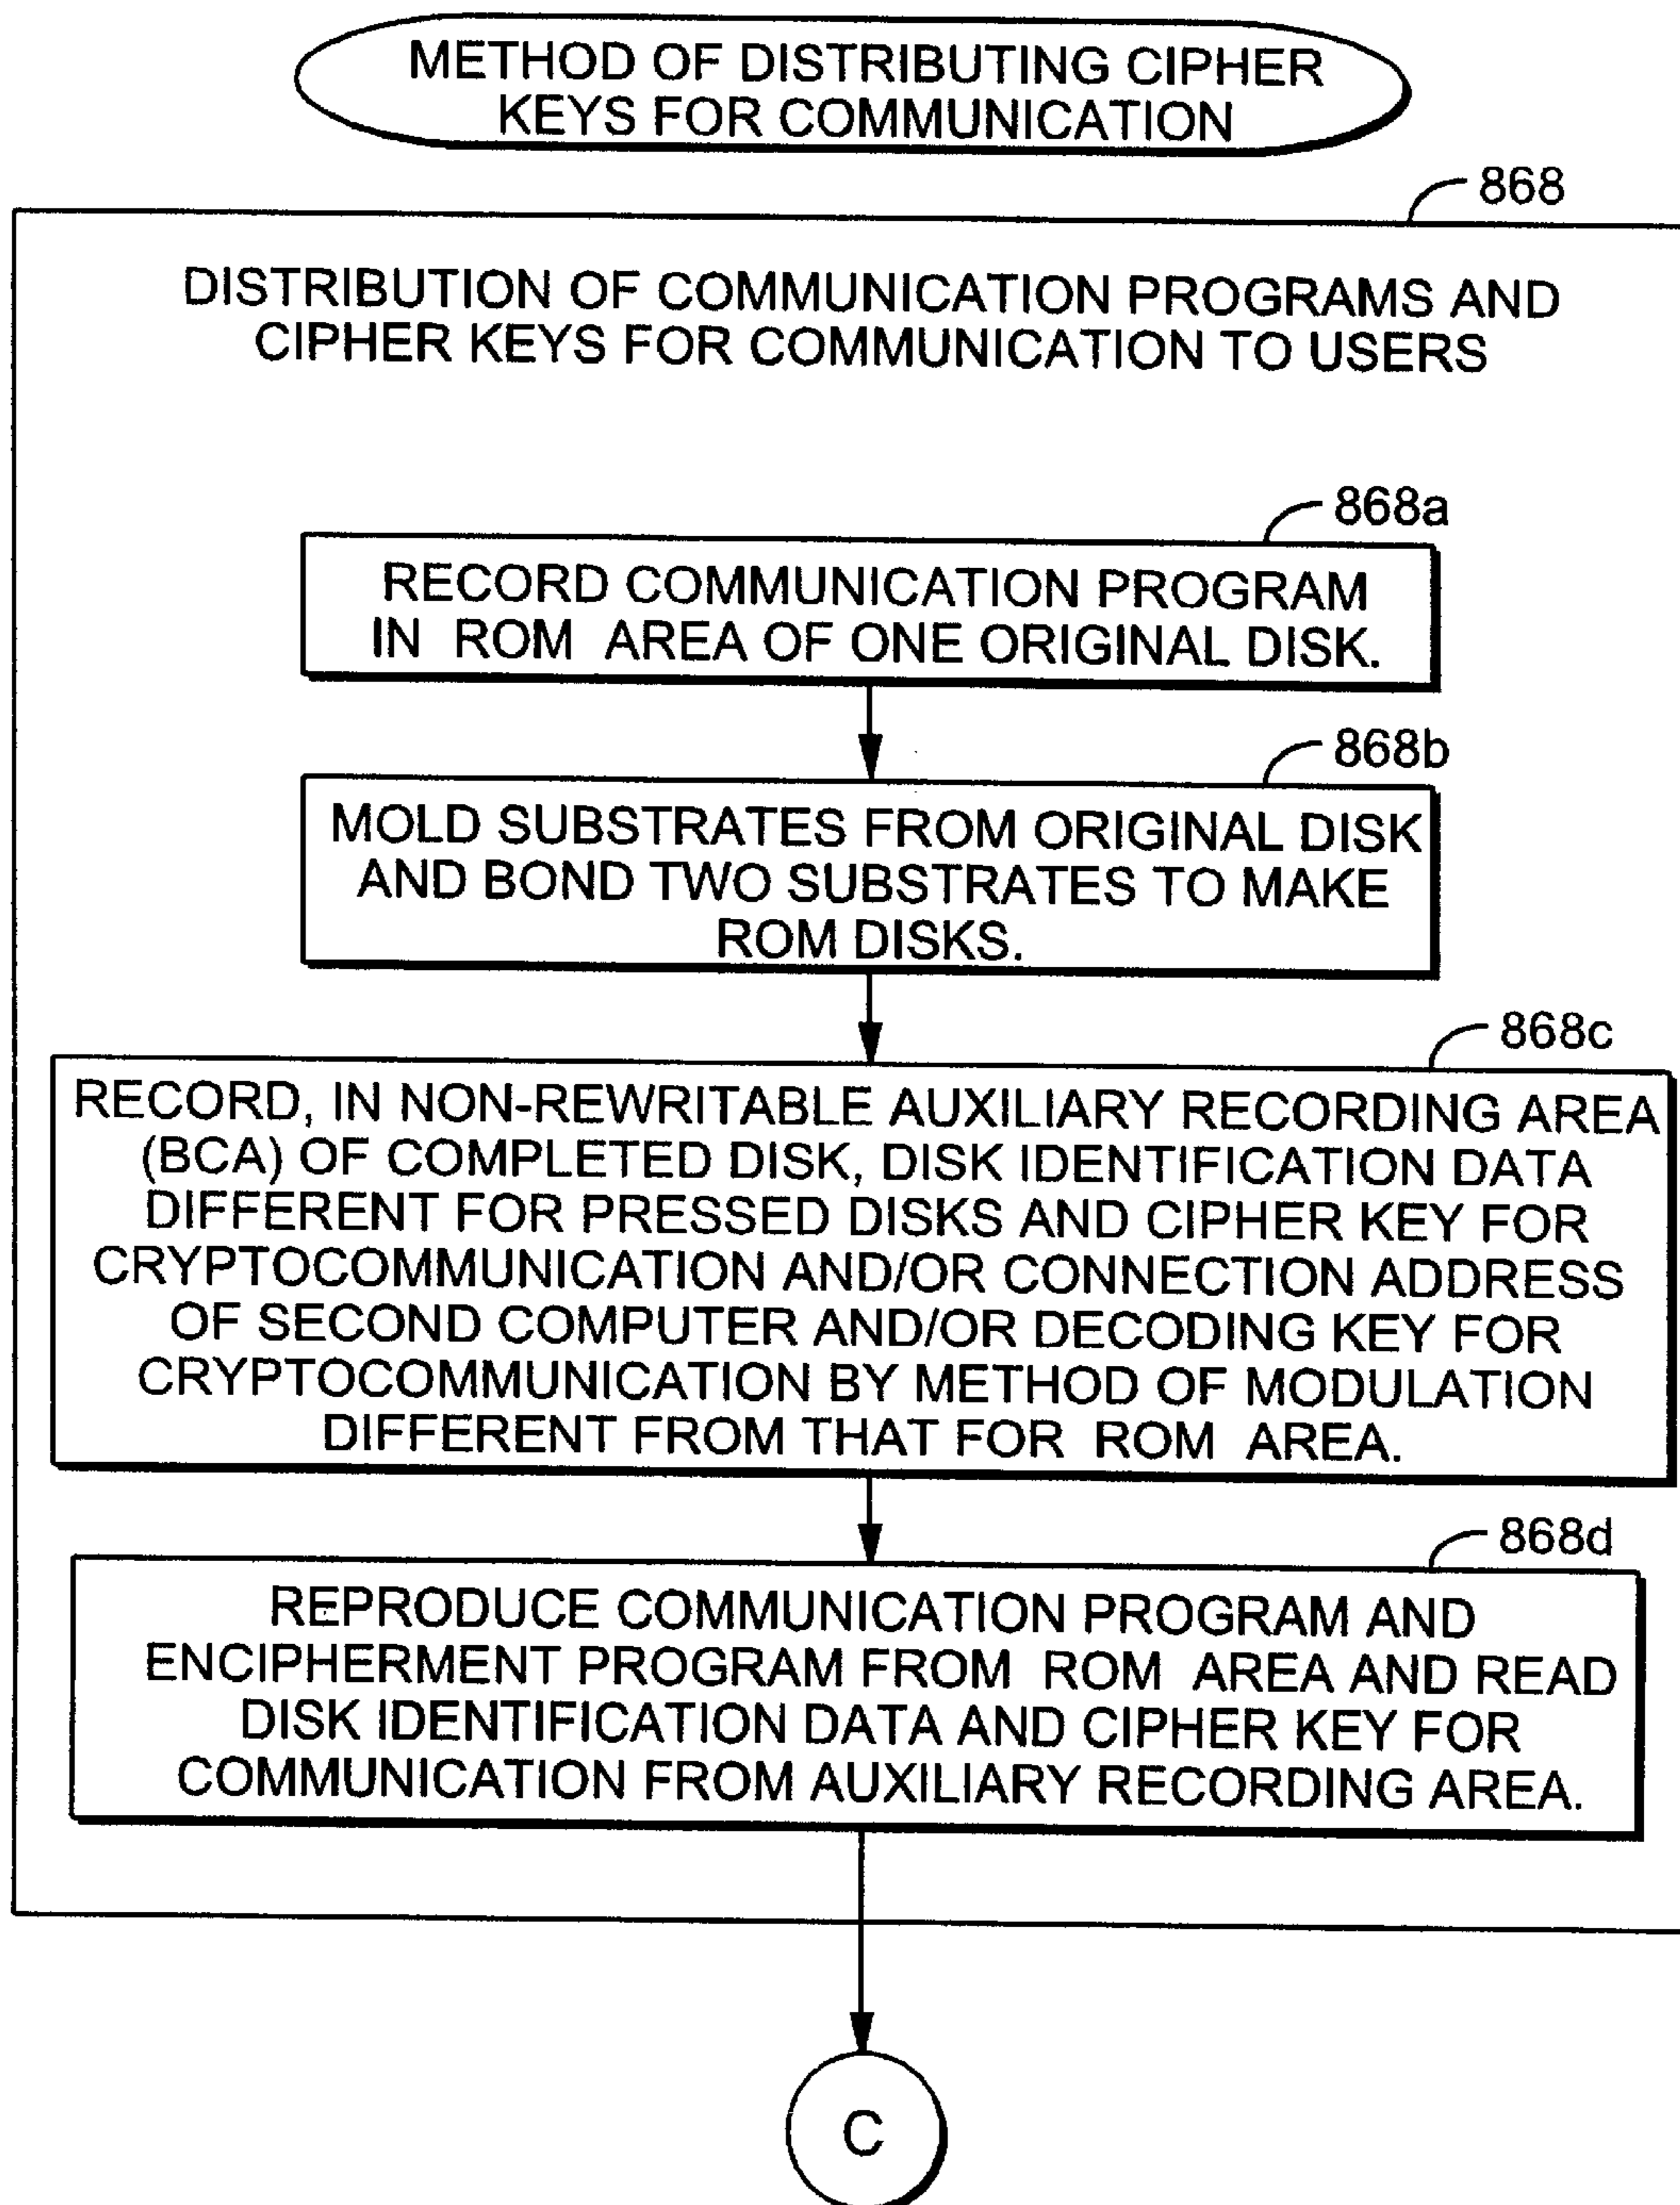 METHOD OF DISTRIBUTING CIPHER
KEYS FOR COMMUNICATION
868
DISTRIBUTION OF COMMUNICATION PROGRAMS AND
CIPHER KEYS FOR COMMUNICATION TO USERS
868a
RECORD COMMUNICATION PROGRAM
IN ROM AREA OF ONE ORIGINAL DISK.
868b
MOLD SUBSTRATES FROM ORIGINAL DISK
AND BOND TWO SUBSTRATES TO MAKE
ROM DISKS.
868c
RECORD, IN NON-REWRITABLE AUXILIARY RECORDING AREA
(BCA) OF COMPLETED DISK, DISK IDENTIFICATION DATA
DIFFERENT FOR PRESSED DISKS AND CIPHER KEY FOR
CRYPTOCOMMUNICATION AND/OR CONNECTION ADDRESS
OF SECOND COMPUTER AND/OR DECODING KEY FOR
CRYPTOCOMMUNICATION BY METHOD OF MODULATION
DIFFERENT FROM THAT FOR ROM AREA.
868d
REPRODUCE COMMUNICATION PROGRAM AND
ENCIPHERMENT PROGRAM FROM ROM AREA AND READ
DISK IDENTIFICATION DATA AND CIPHER KEY FOR
COMMUNICATION FROM AUXILIARY RECORDING AREA.
C